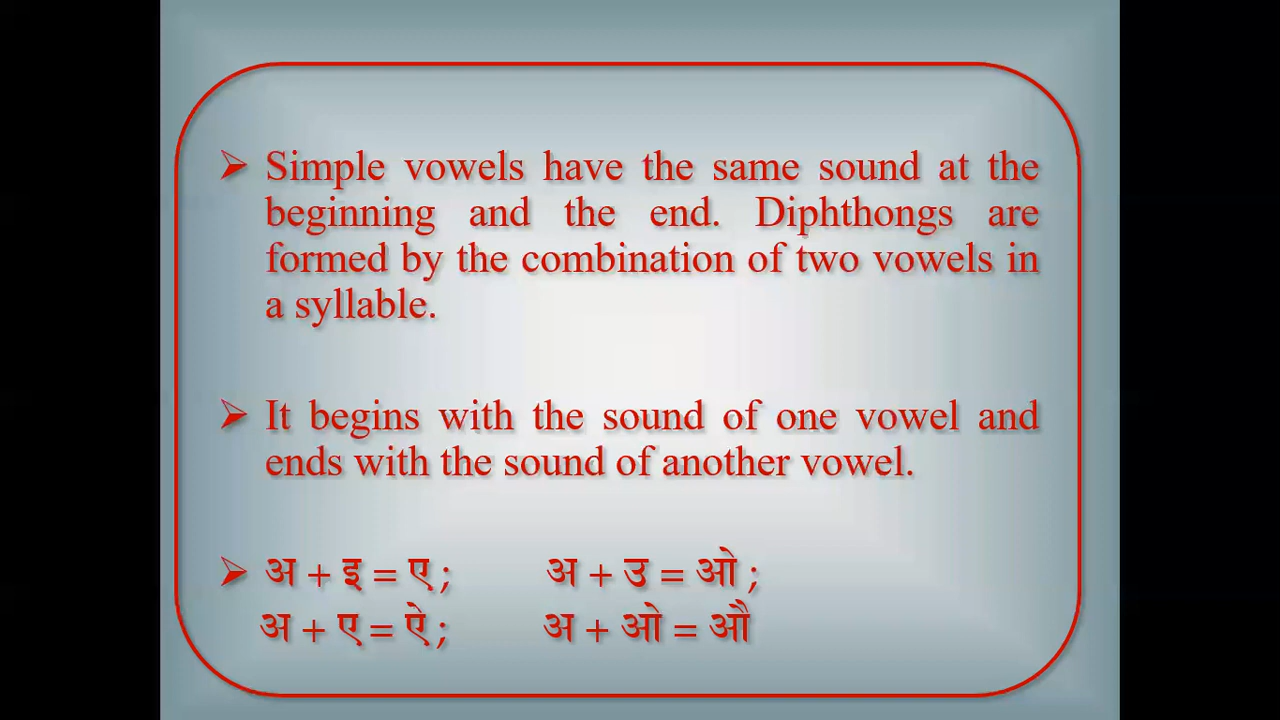 ➢ Simple vowels have the same sound at the
beginning and the end. Diphthongs are
formed by the combination of two vowels in
a syllable.
➢ It begins with the sound of one vowel and
ends with the sound of another vowel.
➢ अ + इ = ए ; अ + उ = ओ ;
अ + ए = ऐ ; अ + ओ = औ